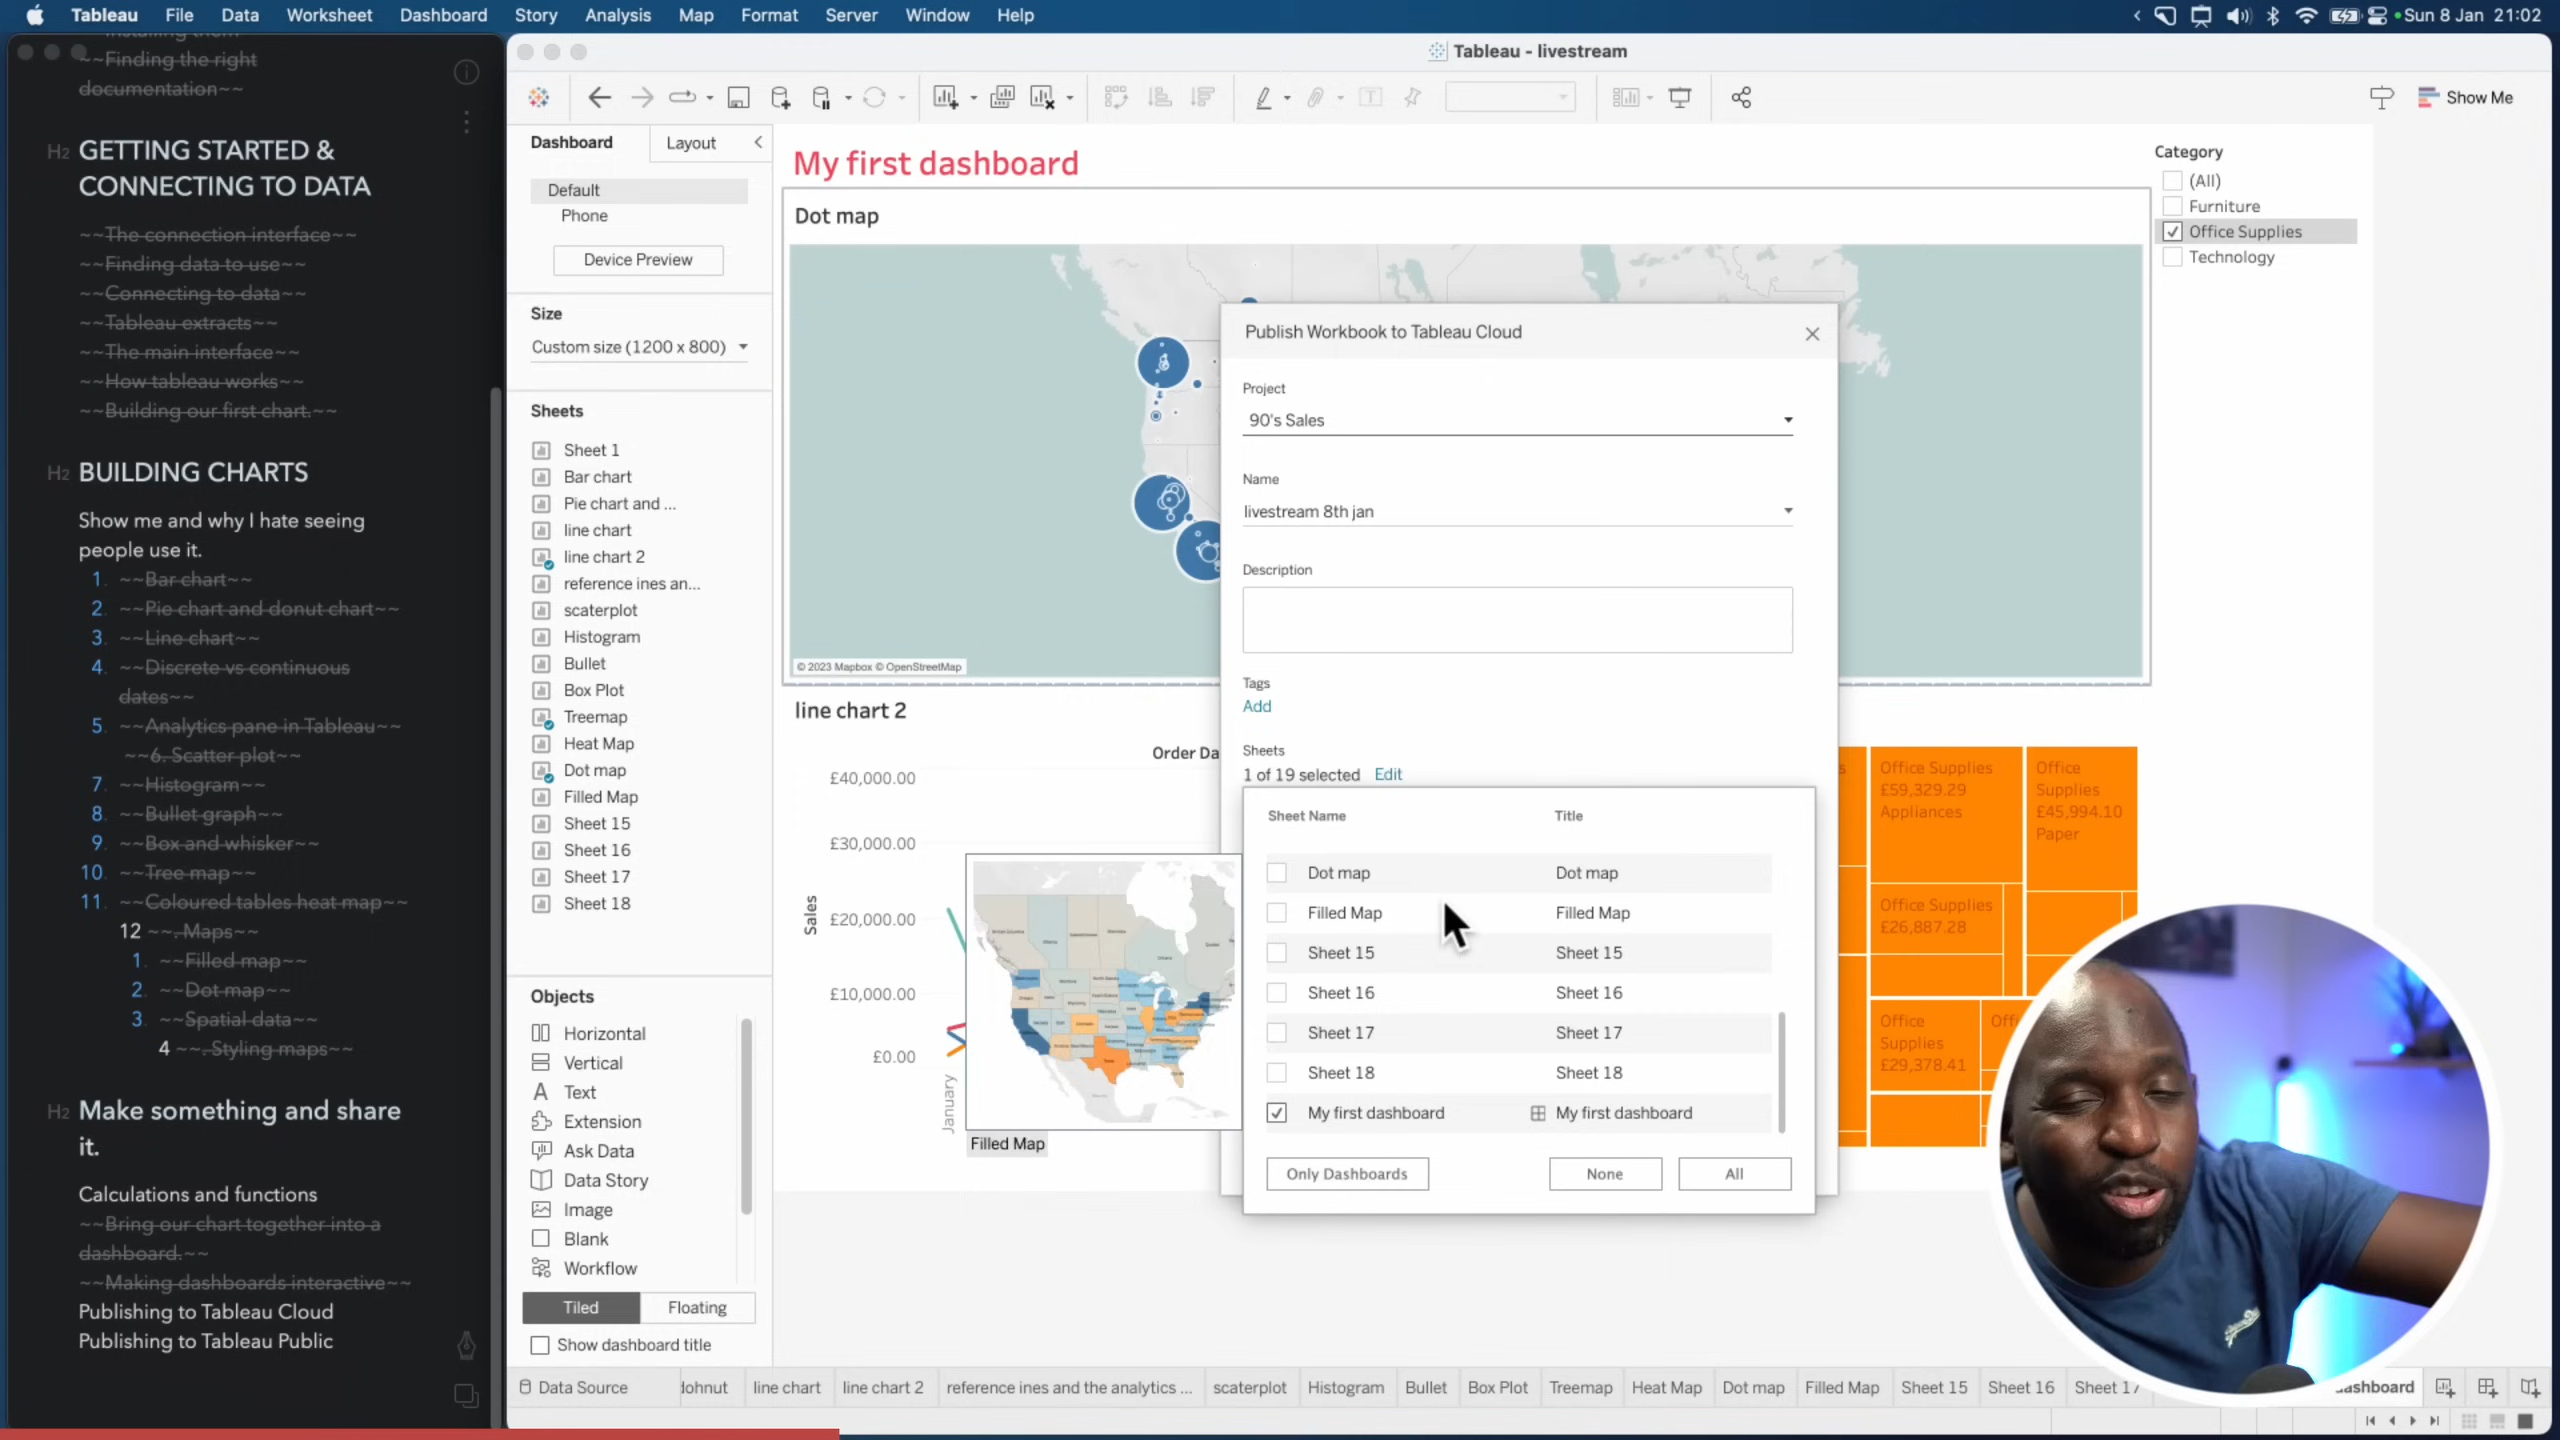 Tableau File Data Worksheet Dashboard Story Analysis Map Format Server Window Help
Sun 8 Jan 21:02
~~Finding the right
documentation~~
H2 GETTING STARTED &
CONNECTING TO DATA
~~The connection interface~~
~~Finding data to use~~
~~Connecting to data~~
~~Tableau extracts~~
~~The main interface~~
~~How tableau works~~
~~Building our first chart.~~
H2 BUILDING CHARTS
Show me and why I hate seeing
people use it.
1. ~~Bar chart~~
2. ~~Pie chart and donut chart~~
3. ~~Line chart~~
4. ~~Discrete vs continuous
dates~~
5. ~~Analytics pane in Tableau~~
~~6. Scatter plot~~
7. ~~Histogram~~
8. ~~Bullet graph~~
9. ~~Box and whisker~~
10. ~~Tree map~~
11. ~~Coloured tables heat map~~
12 ~~. Maps~~
1. ~~Filled map~~
2. ~~Dot map~~
3. ~~Spatial data~~
4 ~~. Styling maps~~
H2 Make something and share
it.
Calculations and functions
~~Bring our chart together into a
dashboard.~~
~~Making dashboards interactive~~
Publishing to Tableau Cloud
Publishing to Tableau Public
Tableau - livestream
Show Me
Dashboard Layout
Default
Phone
Device Preview
Size
Custom size (1200 x 800)
Sheets
Sheet 1
Bar chart
Pie chart and ...
line chart
line chart 2
reference ines an...
scaterplot
Histogram
Bullet
Box Plot
Treemap
Heat Map
Dot map
Filled Map
Sheet 15
Sheet 16
Sheet 17
Sheet 18
Objects
Horizontal
Vertical
Text
Extension
Ask Data
Data Story
Image
Blank
Workflow
Tiled Floating
Show dashboard title
My first dashboard
Dot map
© 2023 Mapbox © OpenStreetMap
line chart 2
Order Da
£40,000.00
£30,000.00
£20,000.00
£10,000.00
£0.00
Sales
January
Filled Map
Category
(All)
Furniture
Office Supplies
Technology
Publish Workbook to Tableau Cloud
Project
90's Sales
Name
livestream 8th jan
Description
Tags
Add
Sheets
1 of 19 selected Edit
Sheet Name Title
Dot map Dot map
Filled Map Filled Map
Sheet 15 Sheet 15
Sheet 16 Sheet 16
Sheet 17 Sheet 17
Sheet 18 Sheet 18
My first dashboard My first dashboard
Only Dashboards None All
Office Supplies
£59,329.29
Appliances
Office
Supplies
£45,994.10
Paper
Office Supplies
£26,887.28
Office
Supplies
£29,378.41
Data Source dohnut line chart line chart 2 reference ines and the analytics ... scaterplot Histogram Bullet Box Plot Treemap Heat Map Dot map Filled Map Sheet 15 Sheet 16 Sheet 17 dashboard